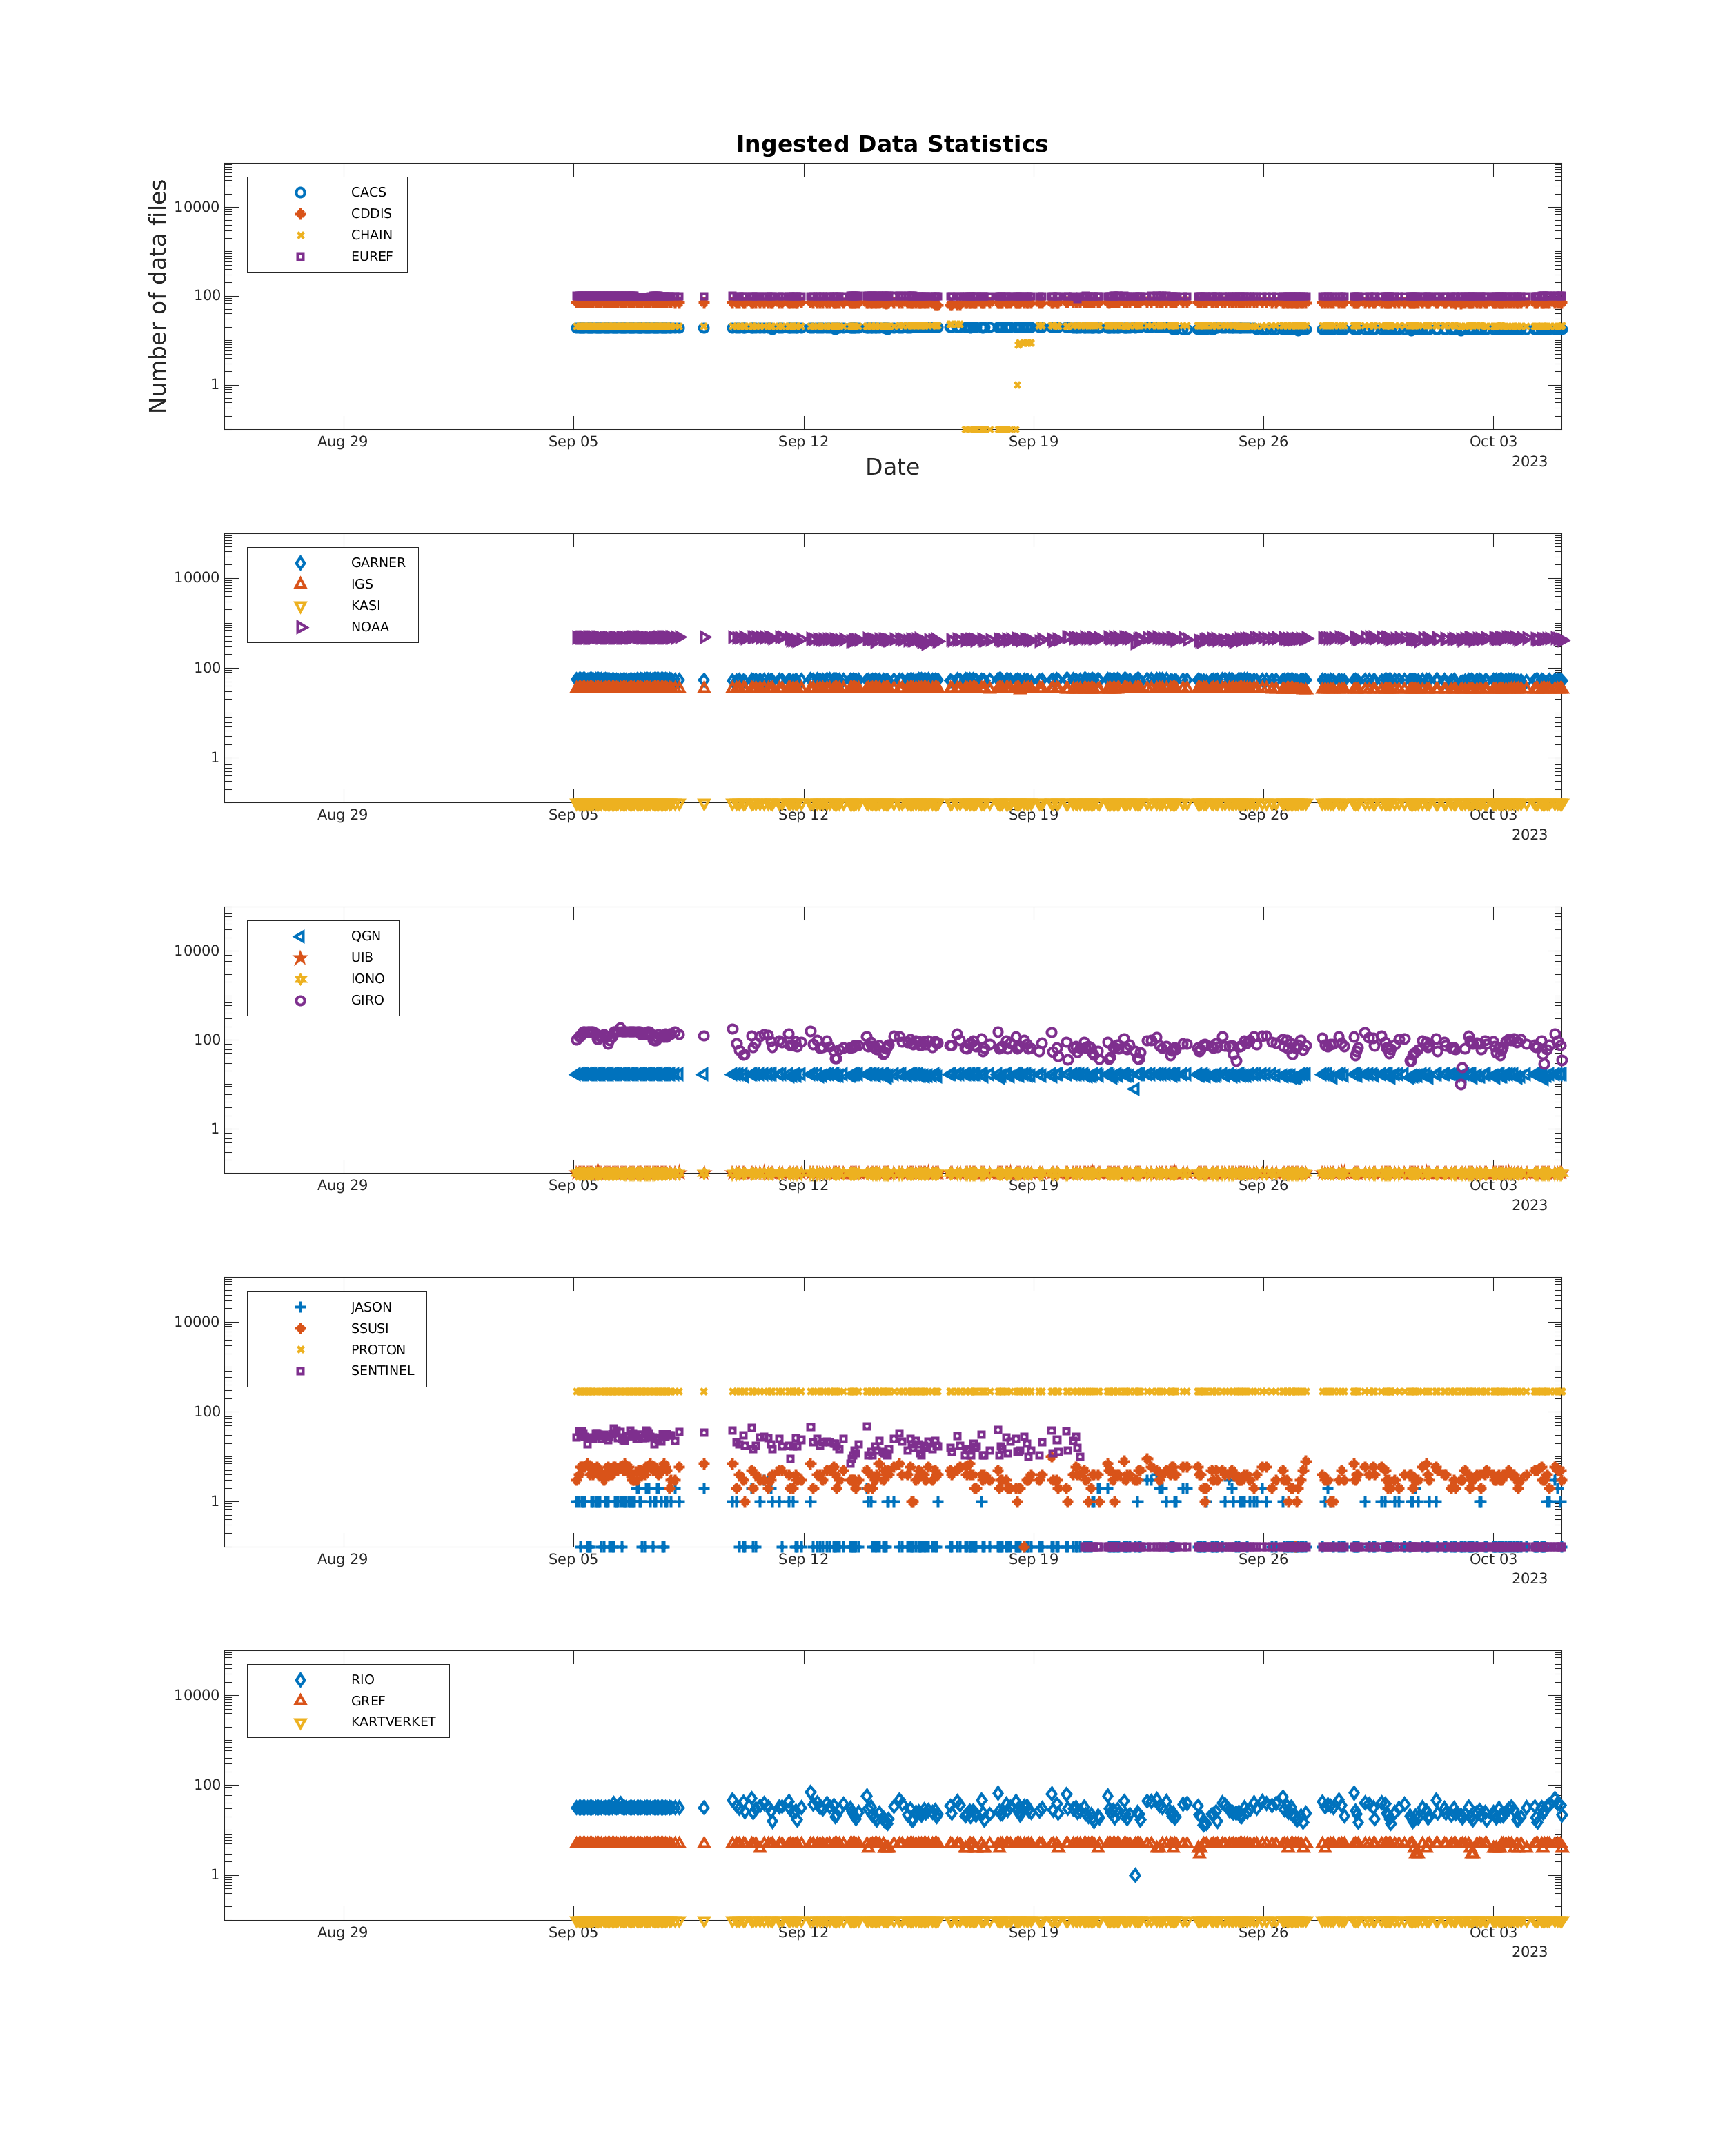 Ingested Data Statistics
Number of data files
10000
100
1
CACS
CDDIS
CHAIN
EUREF
Aug 29 Sep 05 Sep 12 Sep 19 Sep 26 Oct 03
2023
Date
10000
100
1
GARNER
IGS
KASI
NOAA
Aug 29 Sep 05 Sep 12 Sep 19 Sep 26 Oct 03
2023
10000
100
1
QGN
UIB
IONO
GIRO
Aug 29 Sep 05 Sep 12 Sep 19 Sep 26 Oct 03
2023
10000
100
1
JASON
SSUSI
PROTON
SENTINEL
Aug 29 Sep 05 Sep 12 Sep 19 Sep 26 Oct 03
2023
10000
100
1
RIO
GREF
KARTVERKET
Aug 29 Sep 05 Sep 12 Sep 19 Sep 26 Oct 03
2023